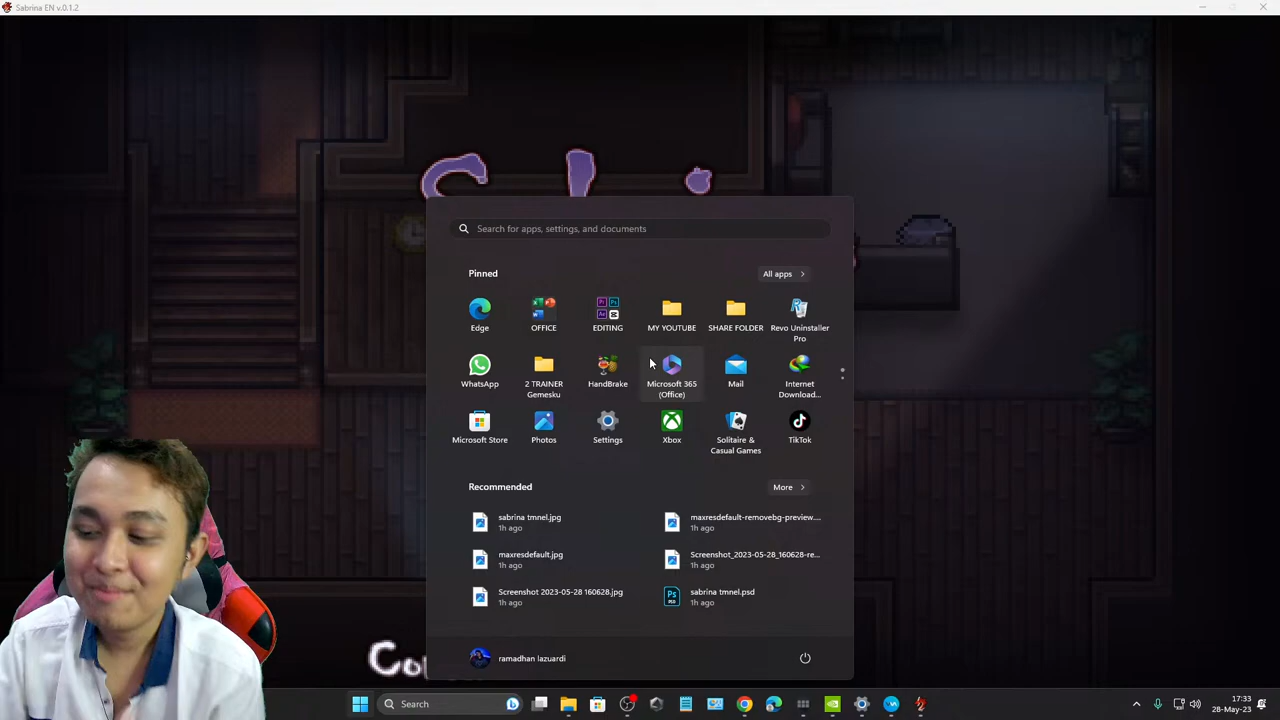 Sabrina EN v.0.1.2
Search for apps, settings, and documents
Pinned
All apps
Edge
OFFICE
EDITING
MY YOUTUBE
SHARE FOLDER
Revo Uninstaller
Pro
WhatsApp
2 TRAINER
Gemesku
HandBrake
Microsoft 365
(Office)
Mail
Internet
Download...
Microsoft Store
Photos
Settings
Xbox
Solitaire &
Casual Games
TikTok
Recommended
More
sabrina tmnel.jpg
1h ago
maxresdefault-removebg-preview....
1h ago
maxresdefault.jpg
1h ago
Screenshot_2023-05-28_160628-re...
1h ago
Screenshot 2023-05-28 160628.jpg
1h ago
sabrina tmnel.psd
1h ago
ramadhan lazuardi
Search
17:33
28-May-23